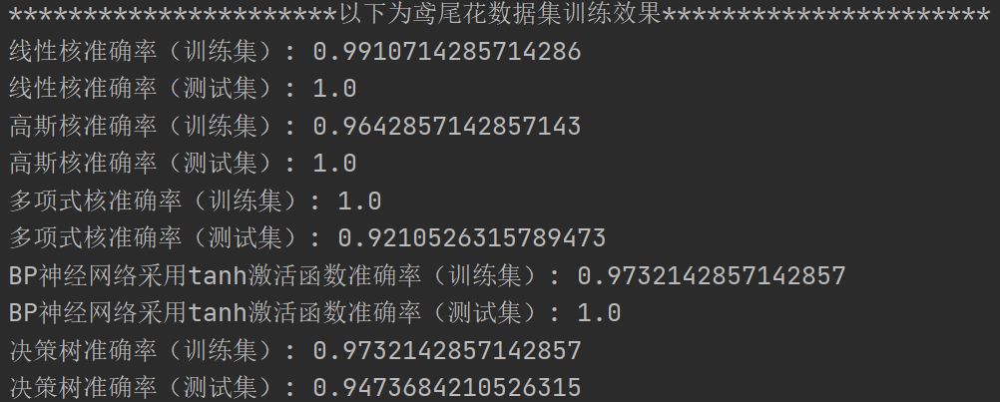 **********************以下为鸢尾花数据集训练效果**********************
线性核准确率（训练集）: 0.9910714285714286
线性核准确率（测试集）: 1.0
高斯核准确率（训练集）: 0.9642857142857143
高斯核准确率（测试集）: 1.0
多项式核准确率（训练集）: 1.0
多项式核准确率（测试集）: 0.9210526315789473
BP神经网络采用tanh激活函数准确率（训练集）: 0.9732142857142857
BP神经网络采用tanh激活函数准确率（测试集）: 1.0
决策树准确率（训练集）: 0.9732142857142857
决策树准确率（测试集）: 0.9473684210526315